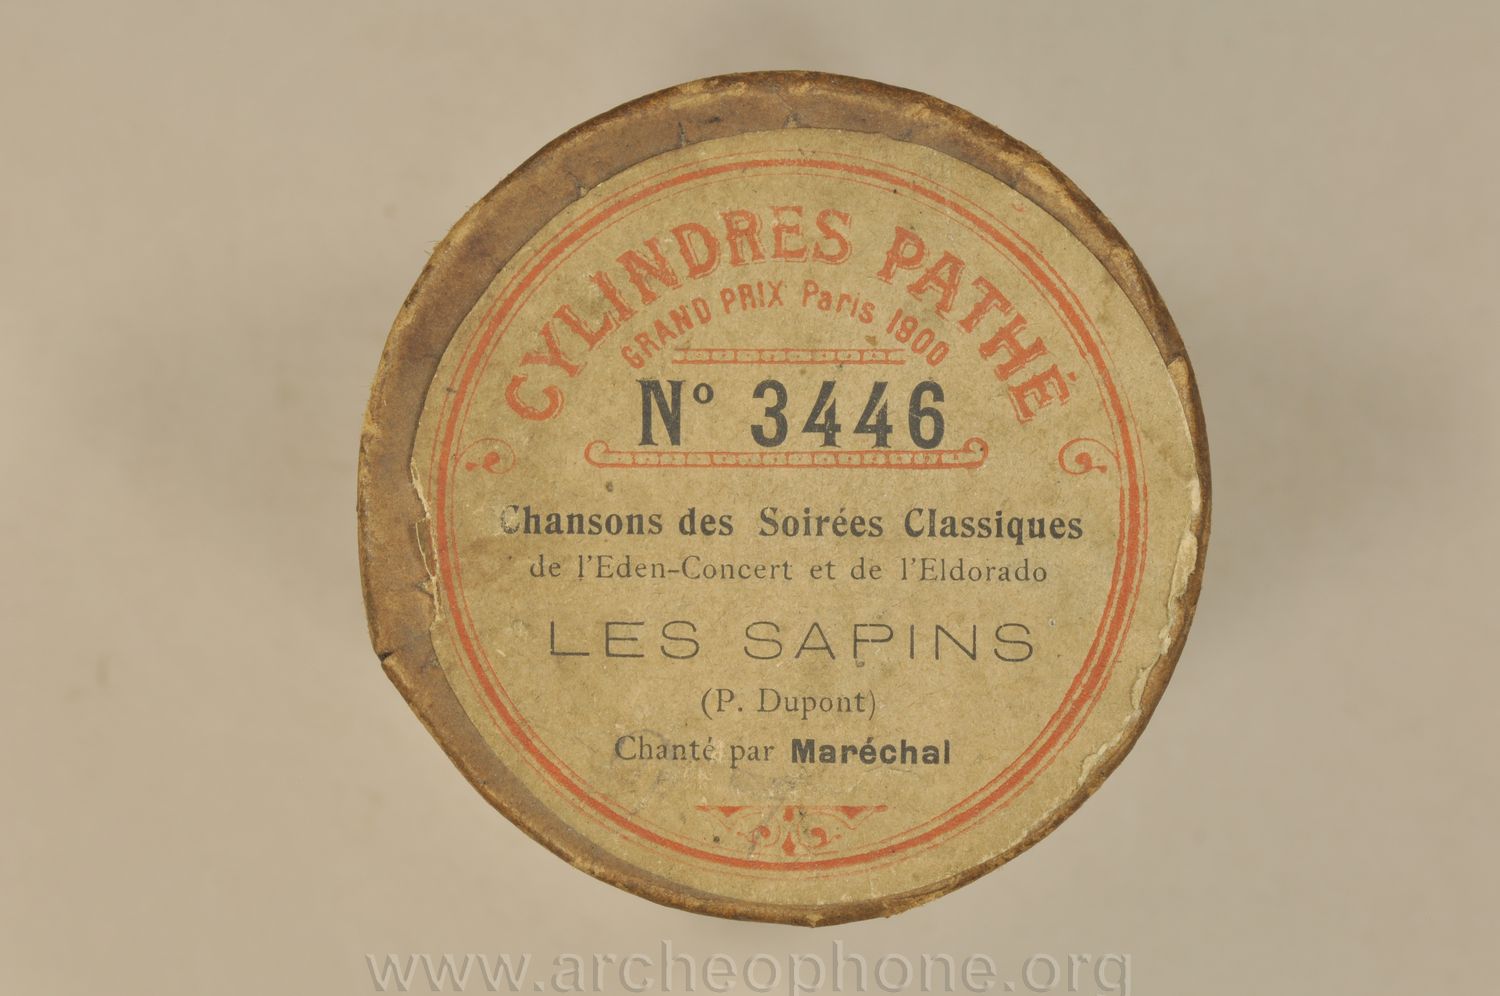 CYLINDRES PATHÉ
GRAND PRIX Paris 1900
Nº 3446
Chansons des Soirées Classiques
de l'Eden-Concert et de l'Eldorado
LES SAPINS
(P. Dupont)
Chanté par Maréchal
www.archeophone.org